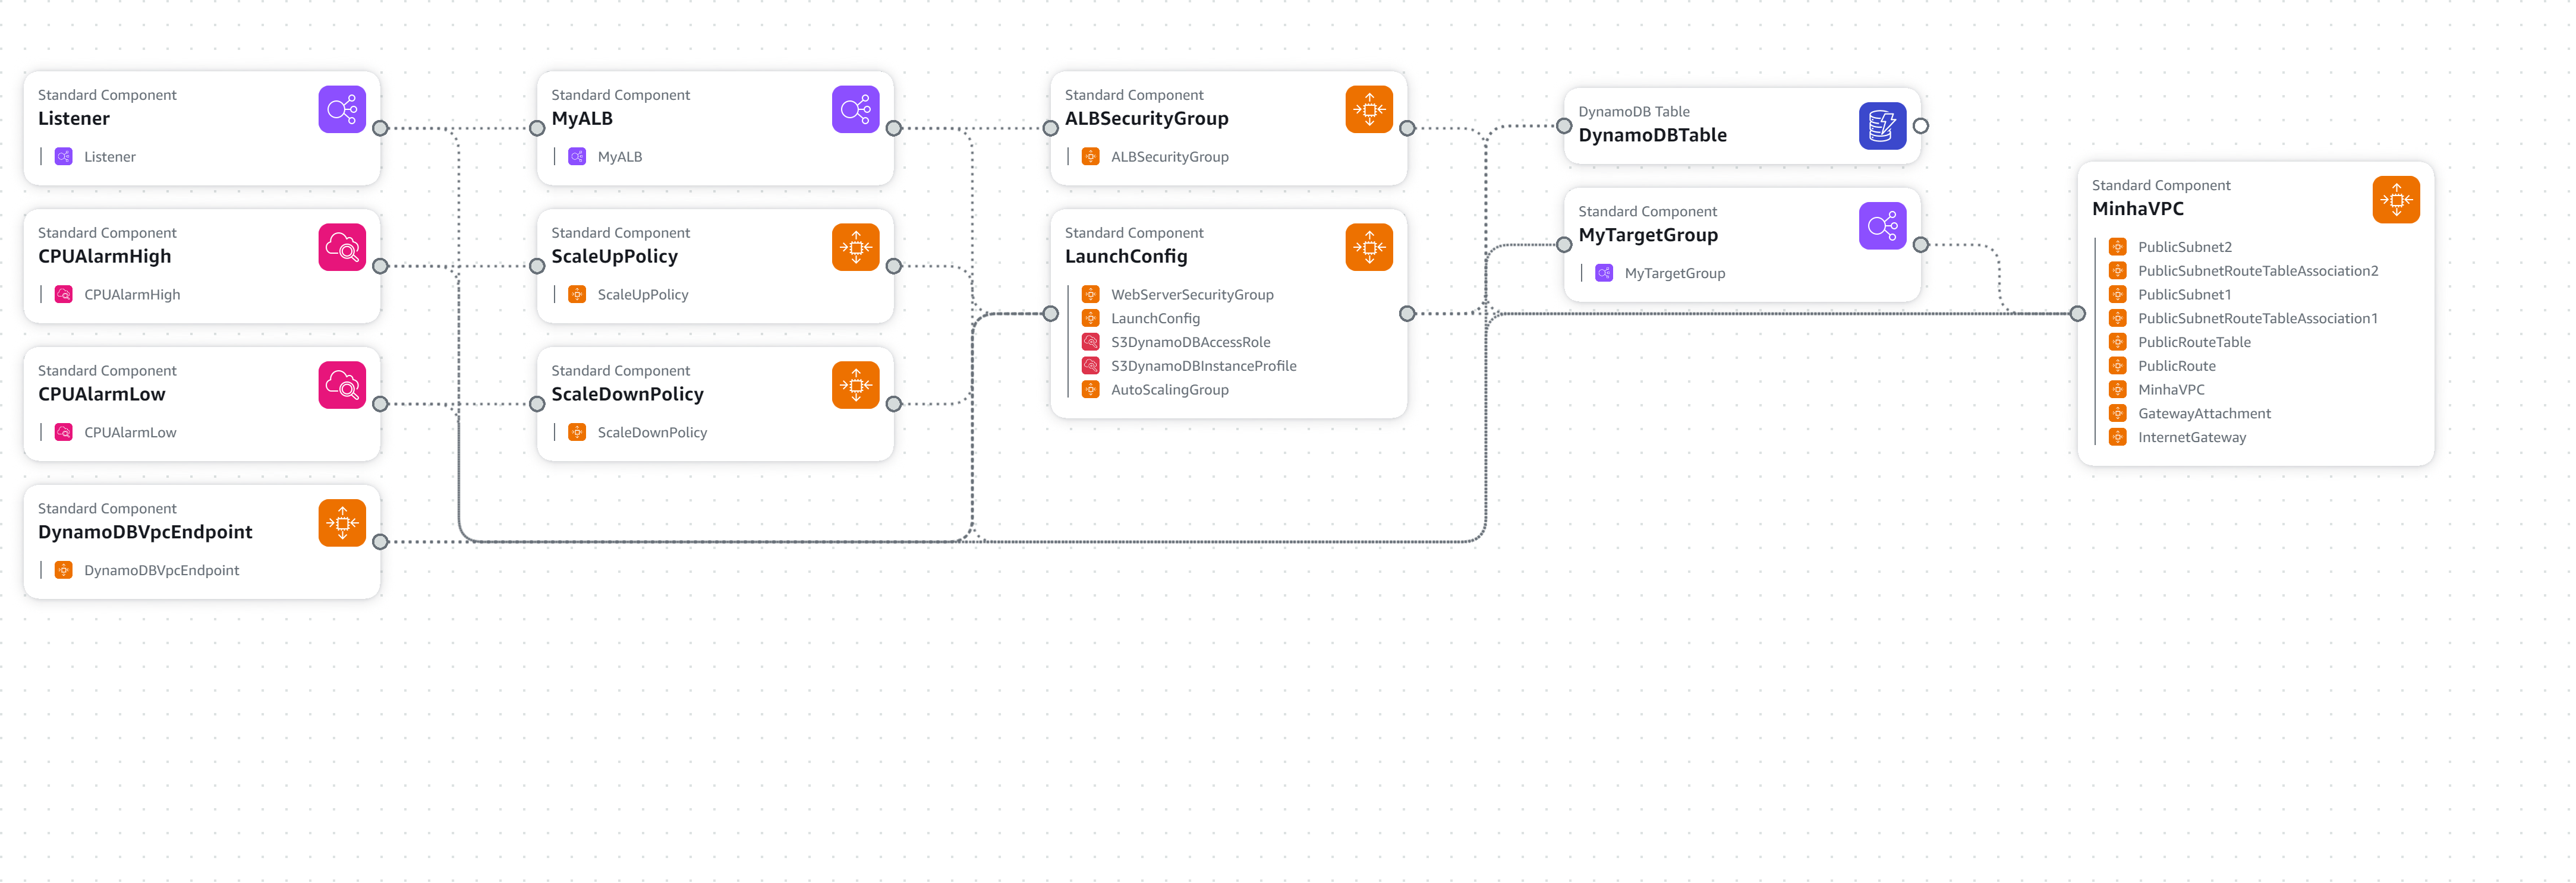 Standard Component
Listener
Listener
Standard Component
CPUAlarmHigh
CPUAlarmHigh
Standard Component
CPUAlarmLow
CPUAlarmLow
Standard Component
DynamoDBVpcEndpoint
DynamoDBVpcEndpoint
Standard Component
MyALB
MyALB
Standard Component
ScaleUpPolicy
ScaleUpPolicy
Standard Component
ScaleDownPolicy
ScaleDownPolicy
Standard Component
ALBSecurityGroup
ALBSecurityGroup
Standard Component
LaunchConfig
WebServerSecurityGroup
LaunchConfig
S3DynamoDBAccessRole
S3DynamoDBInstanceProfile
AutoScalingGroup
DynamoDB Table
DynamoDBTable
Standard Component
MyTargetGroup
MyTargetGroup
Standard Component
MinhaVPC
PublicSubnet2
PublicSubnetRouteTableAssociation2
PublicSubnet1
PublicSubnetRouteTableAssociation1
PublicRouteTable
PublicRoute
MinhaVPC
GatewayAttachment
InternetGateway